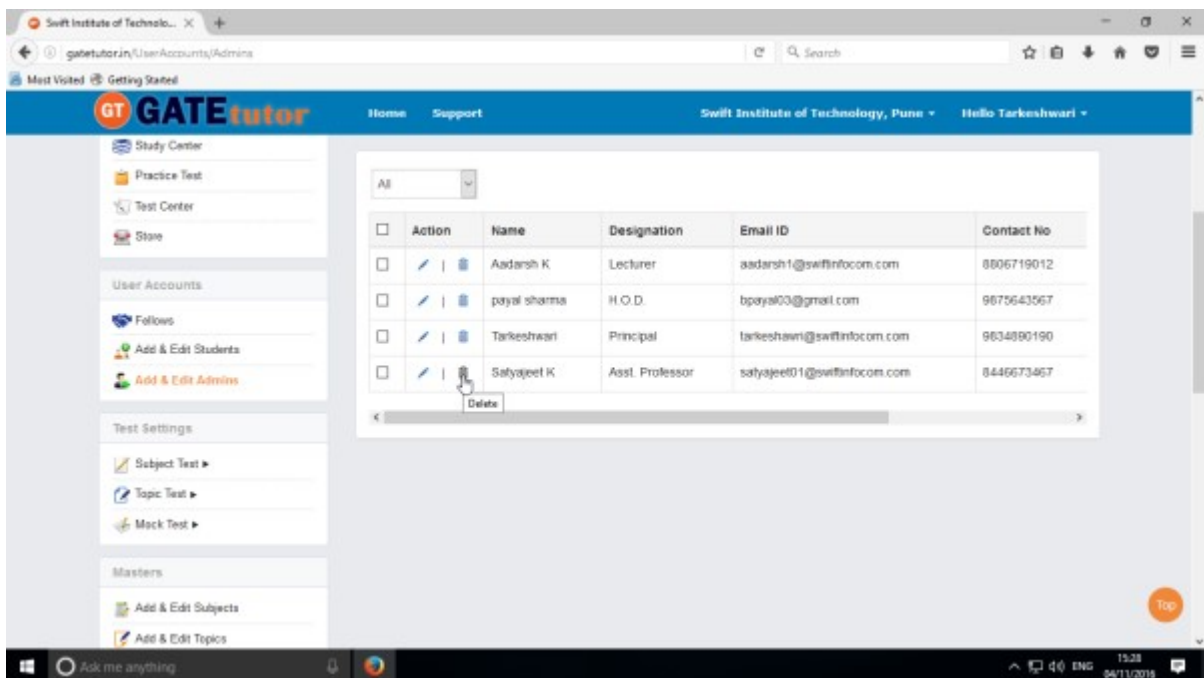 Swift Institute of Technolo...
gatetutor.in/UserAccounts/Admins
Search
Most Visited Getting Started
GT GATEtutor Home Support Swift Institute of Technology, Pune Hello Tarkeshwari
Study Center
Practice Test
Test Center
Store
User Accounts
Fellows
Add & Edit Students
Add & Edit Admins
Test Settings
Subject Test
Topic Test
Mock Test
Masters
Add & Edit Subjects
Add & Edit Topics
All
Action Name Designation Email ID Contact No
Aadarsh K Lecturer aadarsh1@swiftinfocom.com 8806719012
payal sharma H.O.D. bpayal03@gmail.com 9875643567
Tarkeshwari Principal tarkeshawri@swiftinfocom.com 9834890190
Satyajeet K Asst. Professor satyajeet01@swiftinfocom.com 8446673467
Delete
Top
Ask me anything
ENG
15:28
04/11/2016